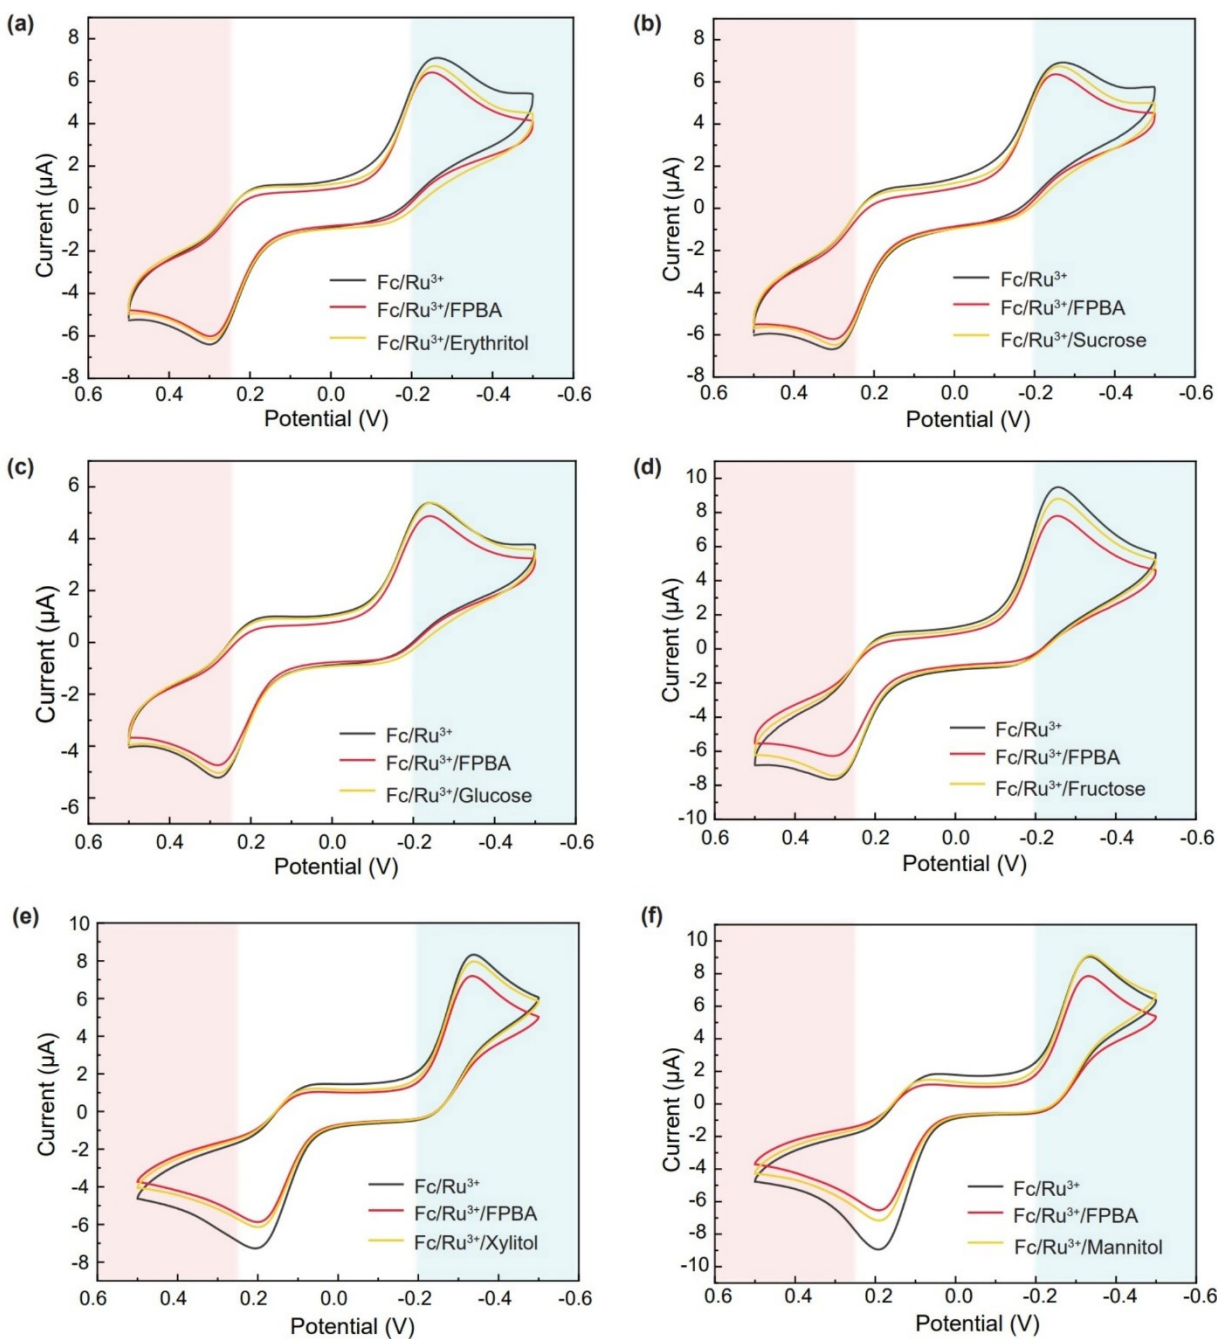 (a)
8
6
4
2
0
-2
-4
-6
-8
Current (μA)
Fc/Ru³⁺
Fc/Ru³⁺/FPBA
Fc/Ru³⁺/Erythritol
0.6 0.4 0.2 0.0 -0.2 -0.4 -0.6
Potential (V)
(b)
8
6
4
2
0
-2
-4
-6
-8
Current (μA)
Fc/Ru³⁺
Fc/Ru³⁺/FPBA
Fc/Ru³⁺/Sucrose
0.6 0.4 0.2 0.0 -0.2 -0.4 -0.6
Potential (V)
(c)
6
4
2
0
-2
-4
-6
Current (μA)
Fc/Ru³⁺
Fc/Ru³⁺/FPBA
Fc/Ru³⁺/Glucose
0.6 0.4 0.2 0.0 -0.2 -0.4 -0.6
Potential (V)
(d)
10
8
6
4
2
0
-2
-4
-6
-8
-10
Current (μA)
Fc/Ru³⁺
Fc/Ru³⁺/FPBA
Fc/Ru³⁺/Fructose
0.6 0.4 0.2 0.0 -0.2 -0.4 -0.6
Potential (V)
(e)
10
8
6
4
2
0
-2
-4
-6
-8
Current (μA)
Fc/Ru³⁺
Fc/Ru³⁺/FPBA
Fc/Ru³⁺/Xylitol
0.6 0.4 0.2 0.0 -0.2 -0.4 -0.6
Potential (V)
(f)
10
8
6
4
2
0
-2
-4
-6
-8
-10
Current (μA)
Fc/Ru³⁺
Fc/Ru³⁺/FPBA
Fc/Ru³⁺/Mannitol
0.6 0.4 0.2 0.0 -0.2 -0.4 -0.6
Potential (V)